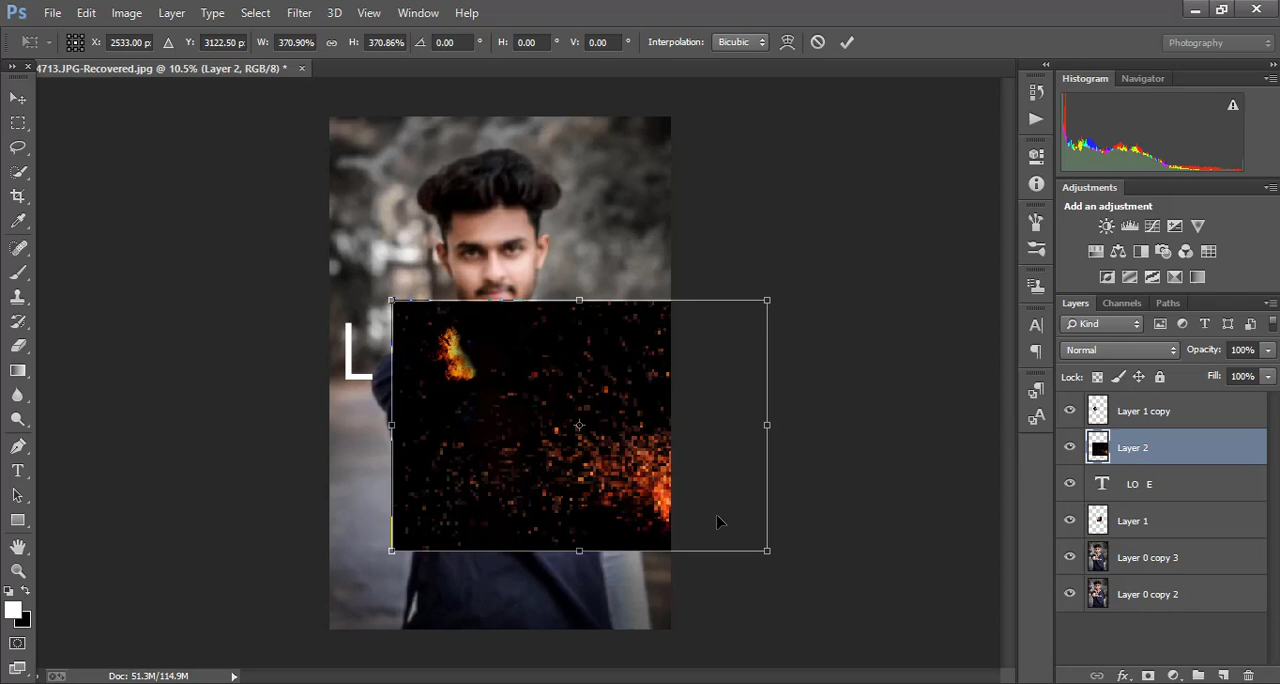 Ps File Edit Image Layer Type Select Filter 3D View Window Help
X: 2533.00 p: Y: 3122.50 p: W: 370.90% H: 370.86% 0.00 ° H: 0.00 ° V: 0.00 ° Interpolation: Bicubic Photography
4713.JPG-Recovered.jpg @ 10.5% (Layer 2, RGB/8) *
Histogram Navigator
Adjustments
Add an adjustment
Layers Channels Paths
Kind
Normal Opacity: 100%
Lock: Fill: 100%
Layer 1 copy
Layer 2
LO E
Layer 1
Layer 0 copy 3
Layer 0 copy 2
L
Doc: 51.3M/114.9M